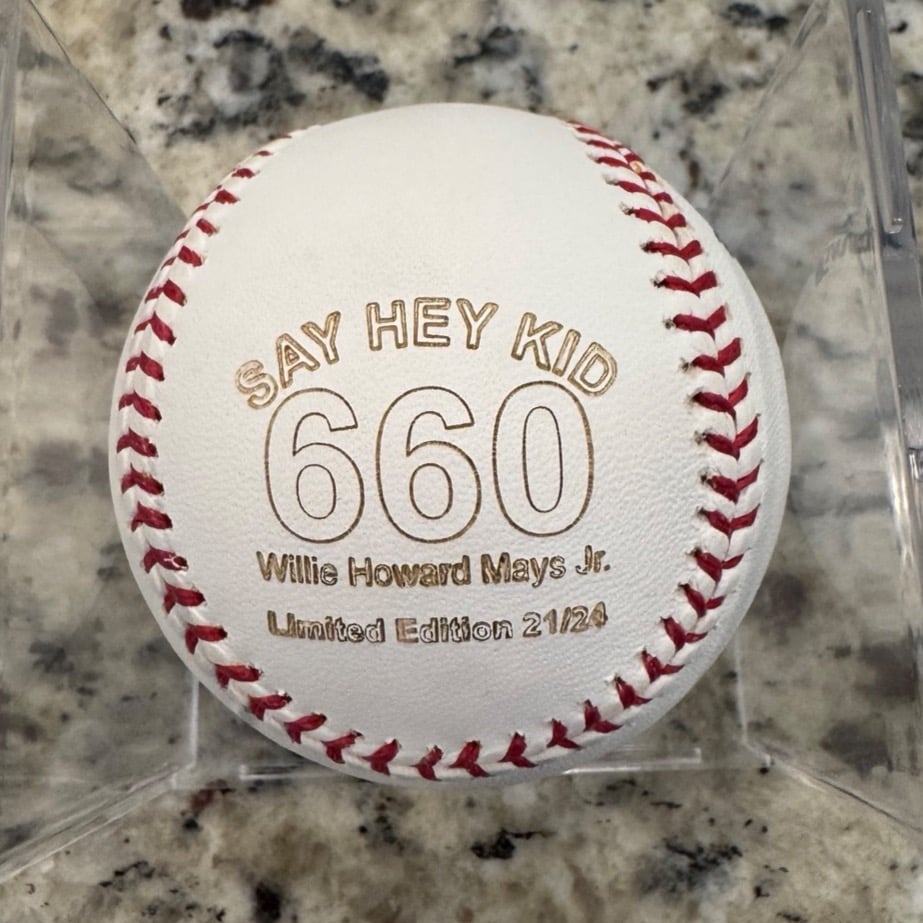 SAY HEY KID
660
Willie Howard Mays Jr.
Limited Edition 21/24